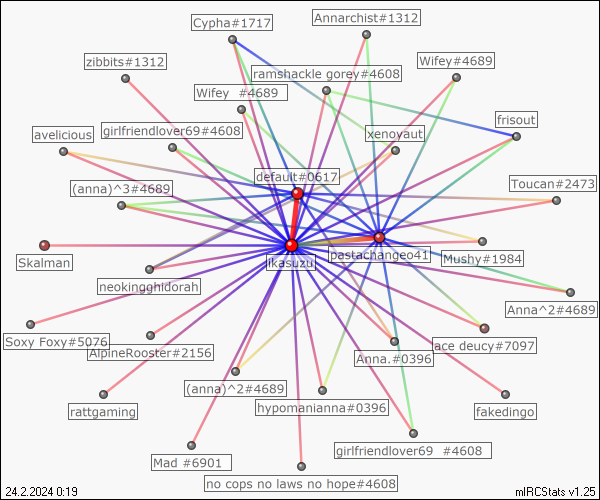 Cypha#1717
Annarchist#1312
zibbits#1312
ramshackle gorey#4608
Wifey#4689
Wifey  #4689
frisout
avelicious
girlfriendlover69#4608
xenoyaut
default#0617
(anna)^3#4689
Toucan#2473
Skalman
jikasuzu
pastachangeo41
Mushy#1984
neokingghidorah
Anna^2#4689
Soxy Foxy#5076
AlpineRooster#2156
Anna.#0396
ace deucy#7097
(anna)^2#4689
rattgaming
hypomanianna#0396
fakedingo
Mad #6901
girlfriendlover69  #4608
no cops no laws no hope#4608
24.2.2024 0:19
mIRCStats v1.25